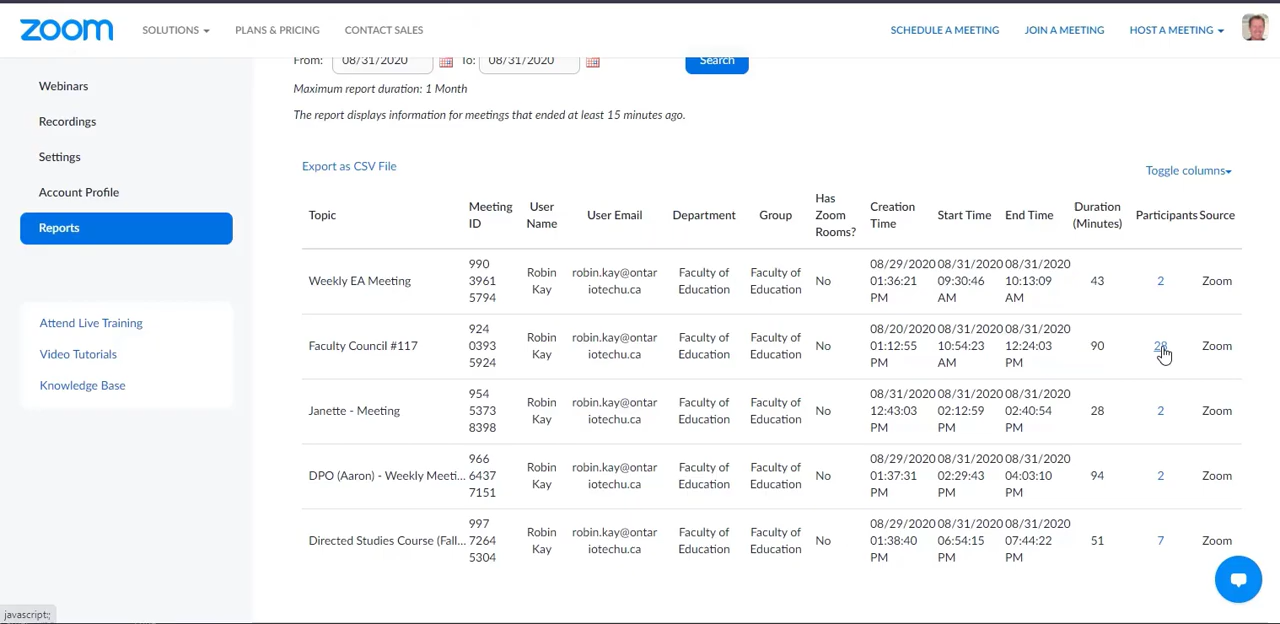 zoom SOLUTIONS PLANS & PRICING CONTACT SALES SCHEDULE A MEETING JOIN A MEETING HOST A MEETING
From: 08/31/2020 To: 08/31/2020 Search
Webinars
Maximum report duration: 1 Month
The report displays information for meetings that ended at least 15 minutes ago.
Recordings
Settings
Account Profile
Reports
Attend Live Training
Video Tutorials
Knowledge Base
Export as CSV File Toggle columns
Topic Meeting ID User Name User Email Department Group Has Zoom Rooms? Creation Time Start Time End Time Duration (Minutes) Participants Source
Weekly EA Meeting 990 3961 5794 Robin Kay robin.kay@ontariotechu.ca Faculty of Education Faculty of Education No 08/29/2020 01:36:21 PM 08/31/2020 09:30:46 AM 08/31/2020 10:13:09 AM 43 2 Zoom
Faculty Council #117 924 0393 5924 Robin Kay robin.kay@ontariotechu.ca Faculty of Education Faculty of Education No 08/20/2020 01:12:55 PM 08/31/2020 10:54:23 AM 08/31/2020 12:24:03 PM 90 Zoom
Janette - Meeting 954 5373 8398 Robin Kay robin.kay@ontariotechu.ca Faculty of Education Faculty of Education No 08/31/2020 12:43:03 PM 08/31/2020 02:12:59 PM 08/31/2020 02:40:54 PM 28 2 Zoom
DPO (Aaron) - Weekly Meeti... 966 6437 7151 Robin Kay robin.kay@ontariotechu.ca Faculty of Education Faculty of Education No 08/29/2020 01:37:31 PM 08/31/2020 02:29:43 PM 08/31/2020 04:03:10 PM 94 2 Zoom
Directed Studies Course (Fall... 997 7264 5304 Robin Kay robin.kay@ontariotechu.ca Faculty of Education Faculty of Education No 08/29/2020 01:38:40 PM 08/31/2020 06:54:15 PM 08/31/2020 07:44:22 PM 51 7 Zoom
javascript:;